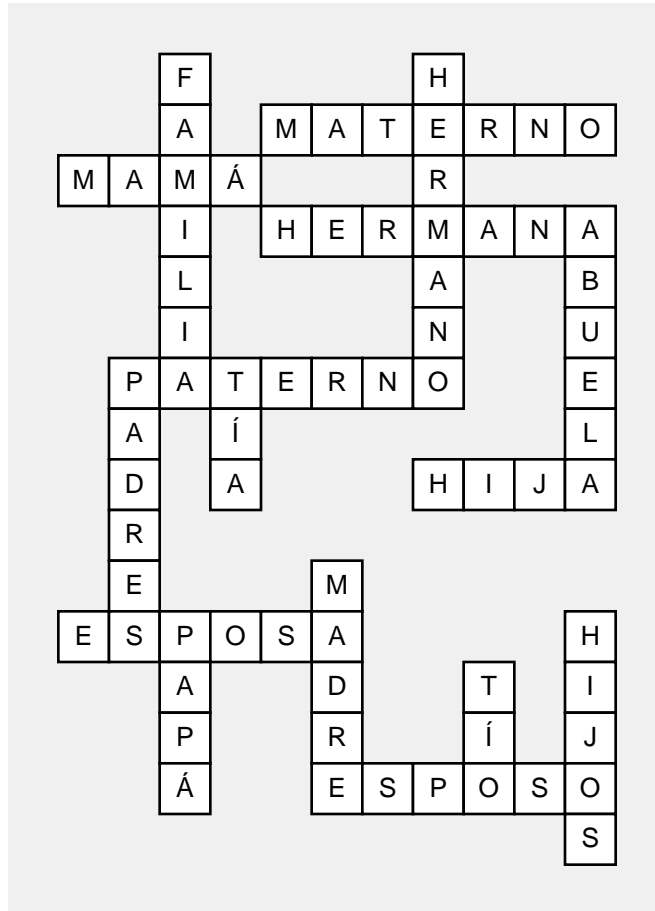 F H
A M A T E R N O
M A M Á R
I H E R M A N A
L A B
I N U
P A T E R N O E
A Í L
D A H I J A
R
E M
E S P O S A H
A D T I
P R Í J
Á E S P O S O
S